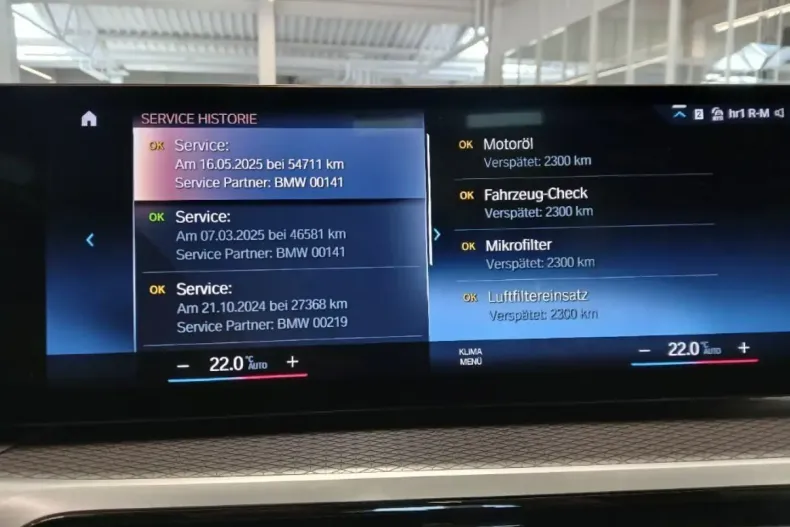 SERVICE HISTORIE
2 hr1 R-M
OK Service:
Am 16.05.2025 bei 54711 km
Service Partner: BMW 00141
OK Service:
Am 07.03.2025 bei 46581 km
Service Partner: BMW 00141
OK Service:
Am 21.10.2024 bei 27368 km
Service Partner: BMW 00219
OK Motoröl
Verspätet: 2300 km
OK Fahrzeug-Check
Verspätet: 2300 km
OK Mikrofilter
Verspätet: 2300 km
OK Luftfiltereinsatz
Verspätet: 2300 km
− 22.0 °C AUTO +
KLIMA
MENÜ
− 22.0 °C AUTO +